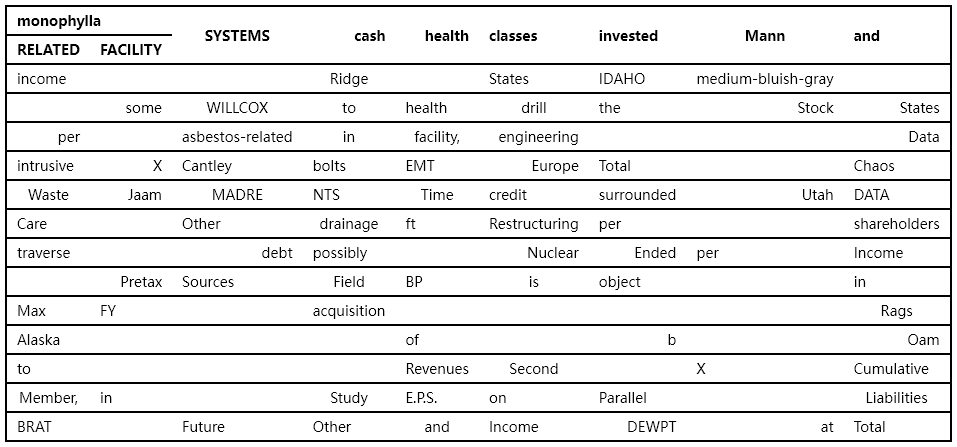 monophylla
RELATED FACILITY SYSTEMS cash health classes invested Mann and
income Ridge States IDAHO medium-bluish-gray
some WILLCOX to health drill the Stock States
per asbestos-related in facility, engineering Data
intrusive X Cantley bolts EMT Europe Total Chaos
Waste Jaam MADRE NTS Time credit surrounded Utah DATA
Care Other drainage ft Restructuring per shareholders
traverse debt possibly Nuclear Ended per Income
Pretax Sources Field BP is object in
Max FY acquisition Rags
Alaska of b Oam
to Revenues Second X Cumulative
Member, in Study E.P.S. on Parallel Liabilities
BRAT Future Other and Income DEWPT at Total